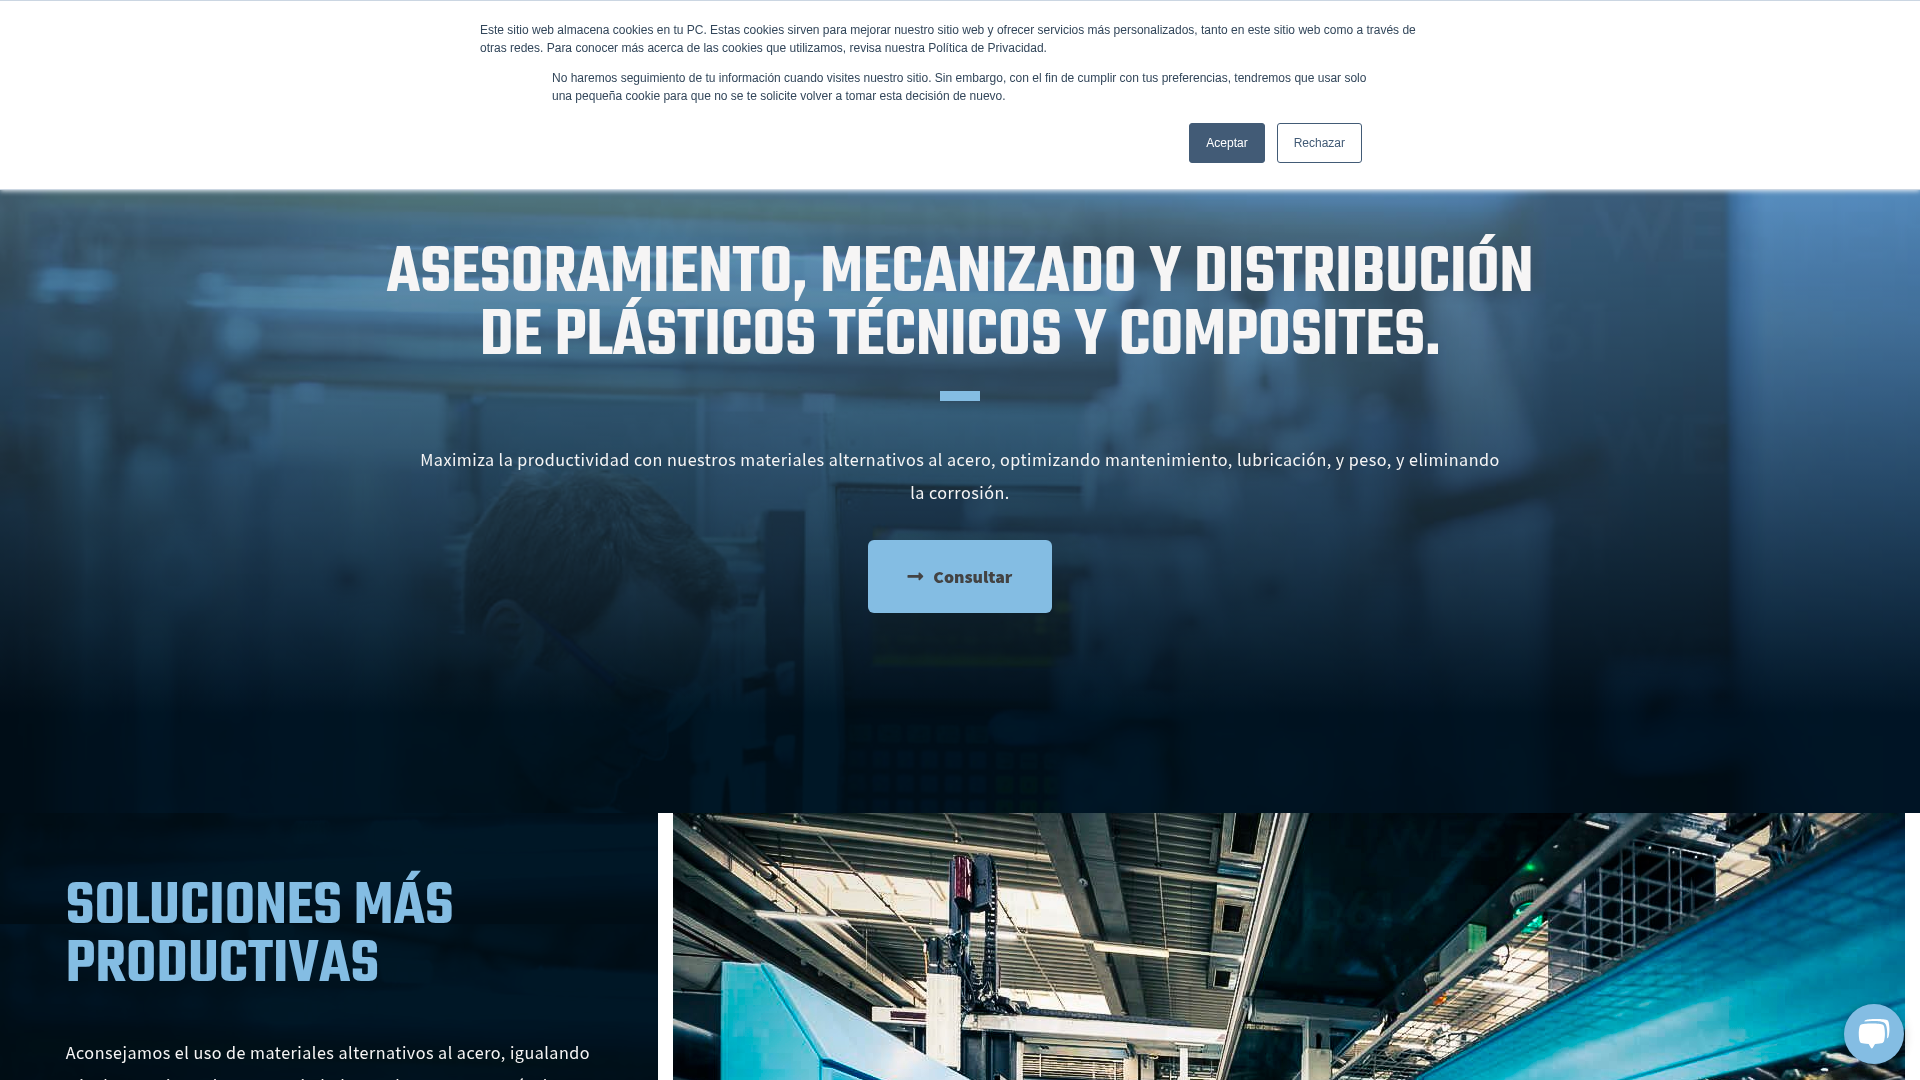 Este sitio web almacena cookies en tu PC. Estas cookies sirven para mejorar nuestro sitio web y ofrecer servicios más personalizados, tanto en este sitio web como a través de
otras redes. Para conocer más acerca de las cookies que utilizamos, revisa nuestra Política de Privacidad.
No haremos seguimiento de tu información cuando visites nuestro sitio. Sin embargo, con el fin de cumplir con tus preferencias, tendremos que usar solo
una pequeña cookie para que no se te solicite volver a tomar esta decisión de nuevo.
Aceptar
Rechazar
ASESORAMIENTO, MECANIZADO Y DISTRIBUCIÓN
DE PLÁSTICOS TÉCNICOS Y COMPOSITES.
Maximiza la productividad con nuestros materiales alternativos al acero, optimizando mantenimiento, lubricación, y peso, y eliminando
la corrosión.
Consultar
SOLUCIONES MÁS
PRODUCTIVAS
Aconsejamos el uso de materiales alternativos al acero, igualando